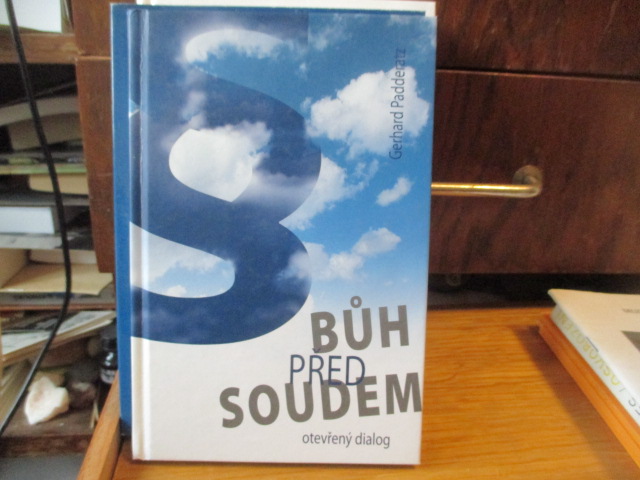 §
Gerhard Padderatz
BŮH
PŘED
SOUDEM
otevřený dialog